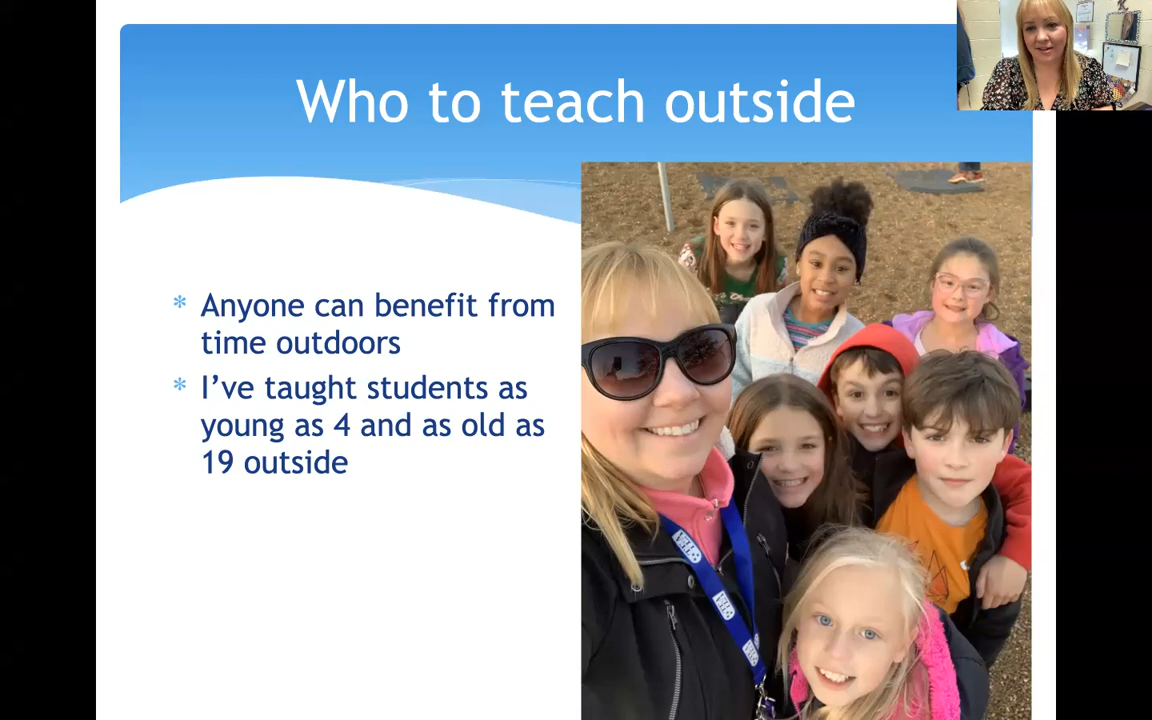 Who to teach outside
* Anyone can benefit from
time outdoors
* I've taught students as
young as 4 and as old as
19 outside